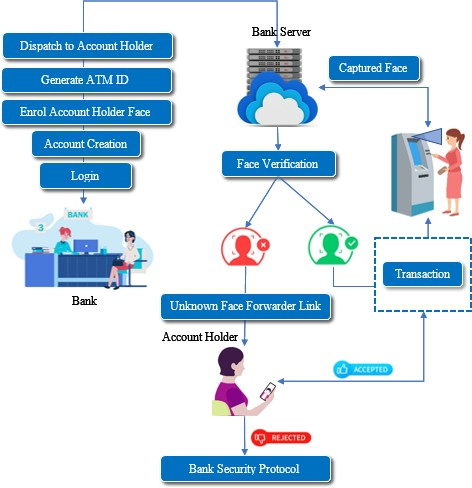 Bank Server
Dispatch to Account Holder
Captured Face
Generate ATM ID
Enrol Account Holder Face
Account Creation
Face Verification
Login
3
BANK
Bank
Transaction
Unknown Face Forwarder Link
Account Holder
ACCEPTED
REJECTED
Bank Security Protocol